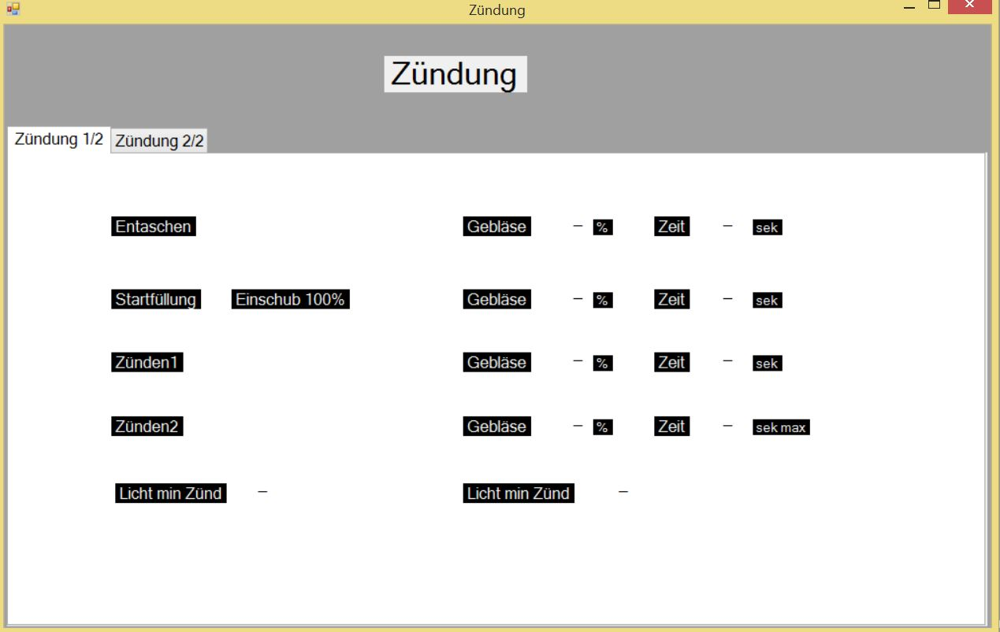 Zündung
Zündung
Zündung 1/2 Zündung 2/2
Entaschen Gebläse – % Zeit – sek
Startfüllung Einschub 100% Gebläse – % Zeit – sek
Zünden1 Gebläse – % Zeit – sek
Zünden2 Gebläse – % Zeit – sek max
Licht min Zünd – Licht min Zünd –